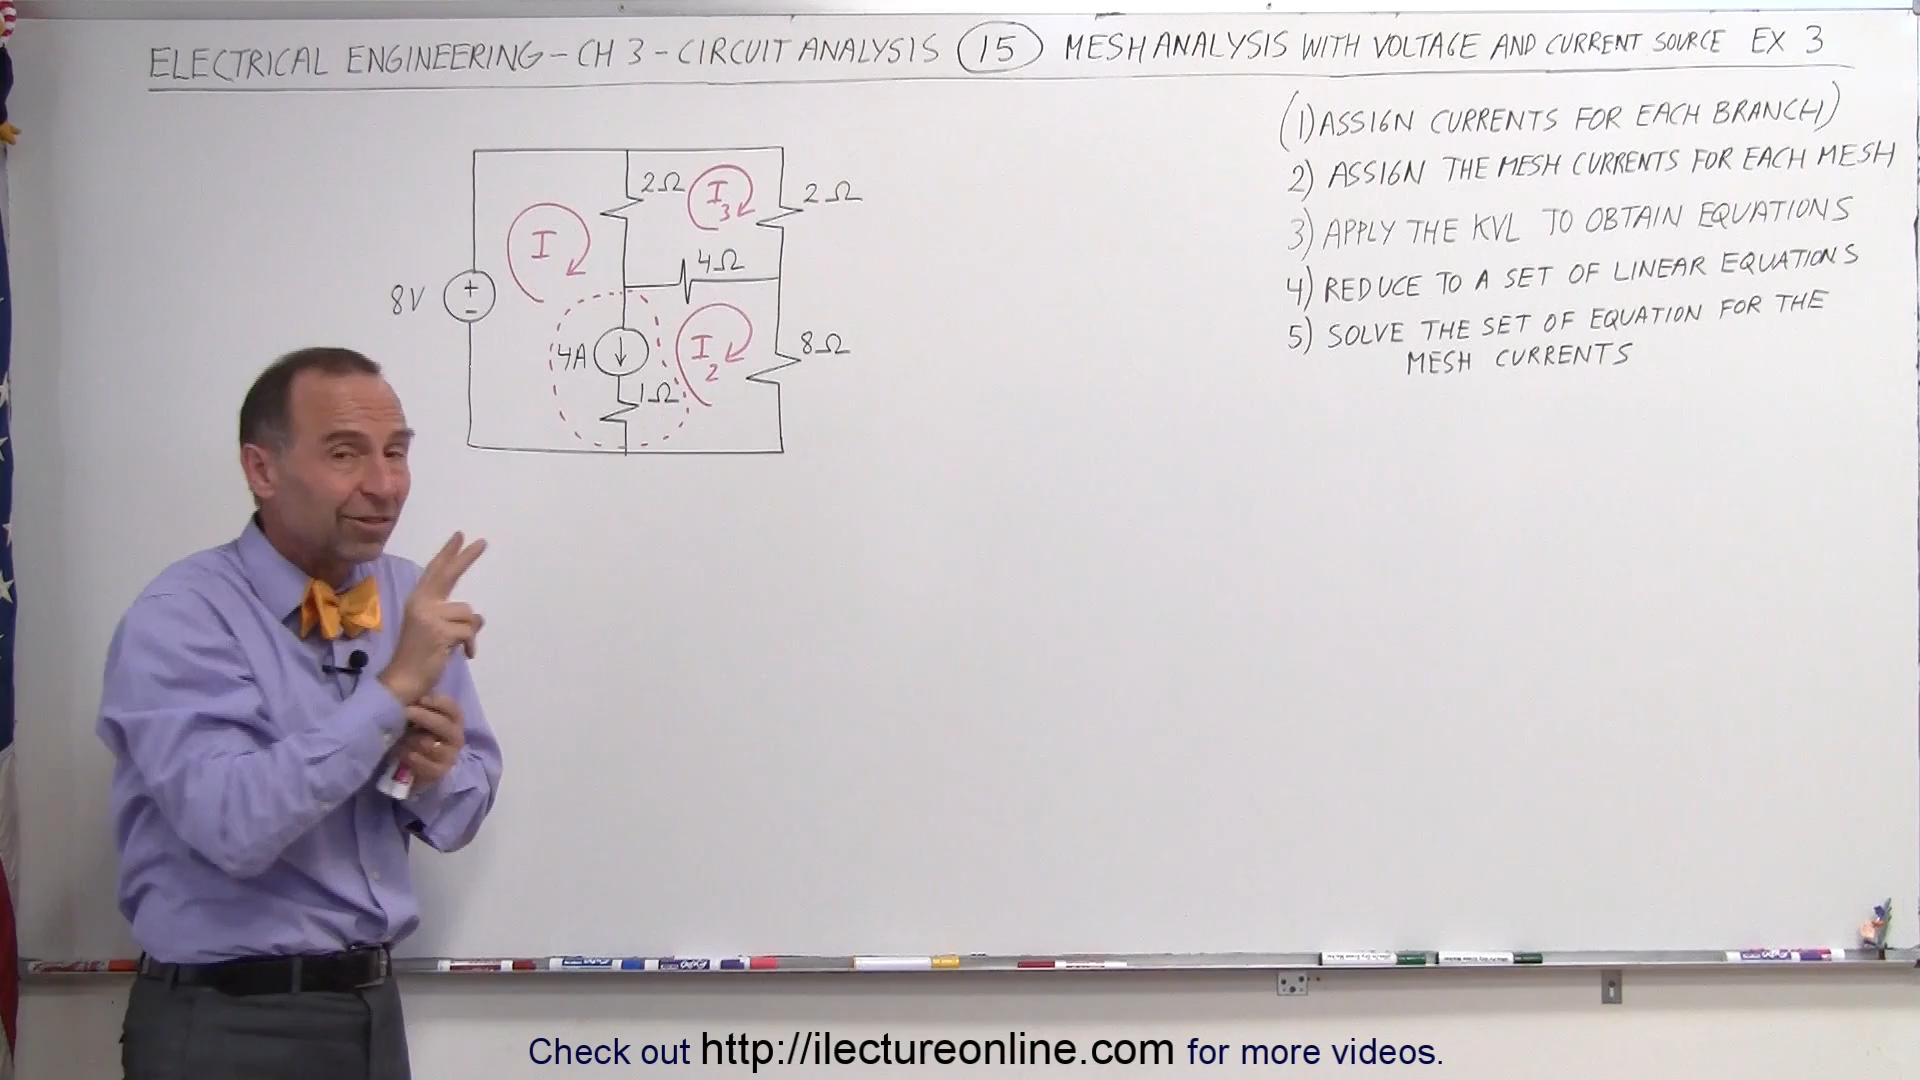 ELECTRICAL ENGINEERING - CH 3 - CIRCUIT ANALYSIS 15 MESH ANALYSIS WITH VOLTAGE AND CURRENT SOURCE EX 3
(1) ASSIGN CURRENTS FOR EACH BRANCH)
2) ASSIGN THE MESH CURRENTS FOR EACH MESH
3) APPLY THE KVL TO OBTAIN EQUATIONS
4) REDUCE TO A SET OF LINEAR EQUATIONS
5) SOLVE THE SET OF EQUATION FOR THE
MESH CURRENTS
2Ω
I3
2Ω
I
4Ω
8V
+
-
4A
I2
8Ω
1Ω
Check out http://ilectureonline.com for more videos.